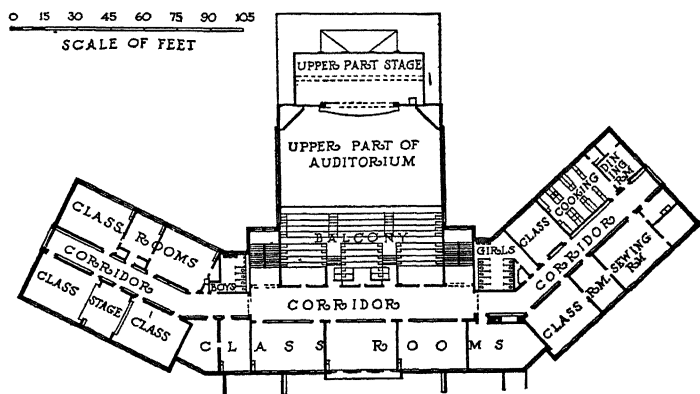 0 15 30 45 60 75 90 105
SCALE OF FEET
UPPER PART STAGE
UPPER PART OF
AUDITORIUM
BALCONY
CLASS
ROOMS
CORRIDOR
CLASS
STAGE
CLASS
BOYS
GIRLS
CORRIDOR
CLASS ROOMS
CLASS
COOKING
DIN
ING
RM
CORRIDOR
CLASS RM.
SEWING
RM